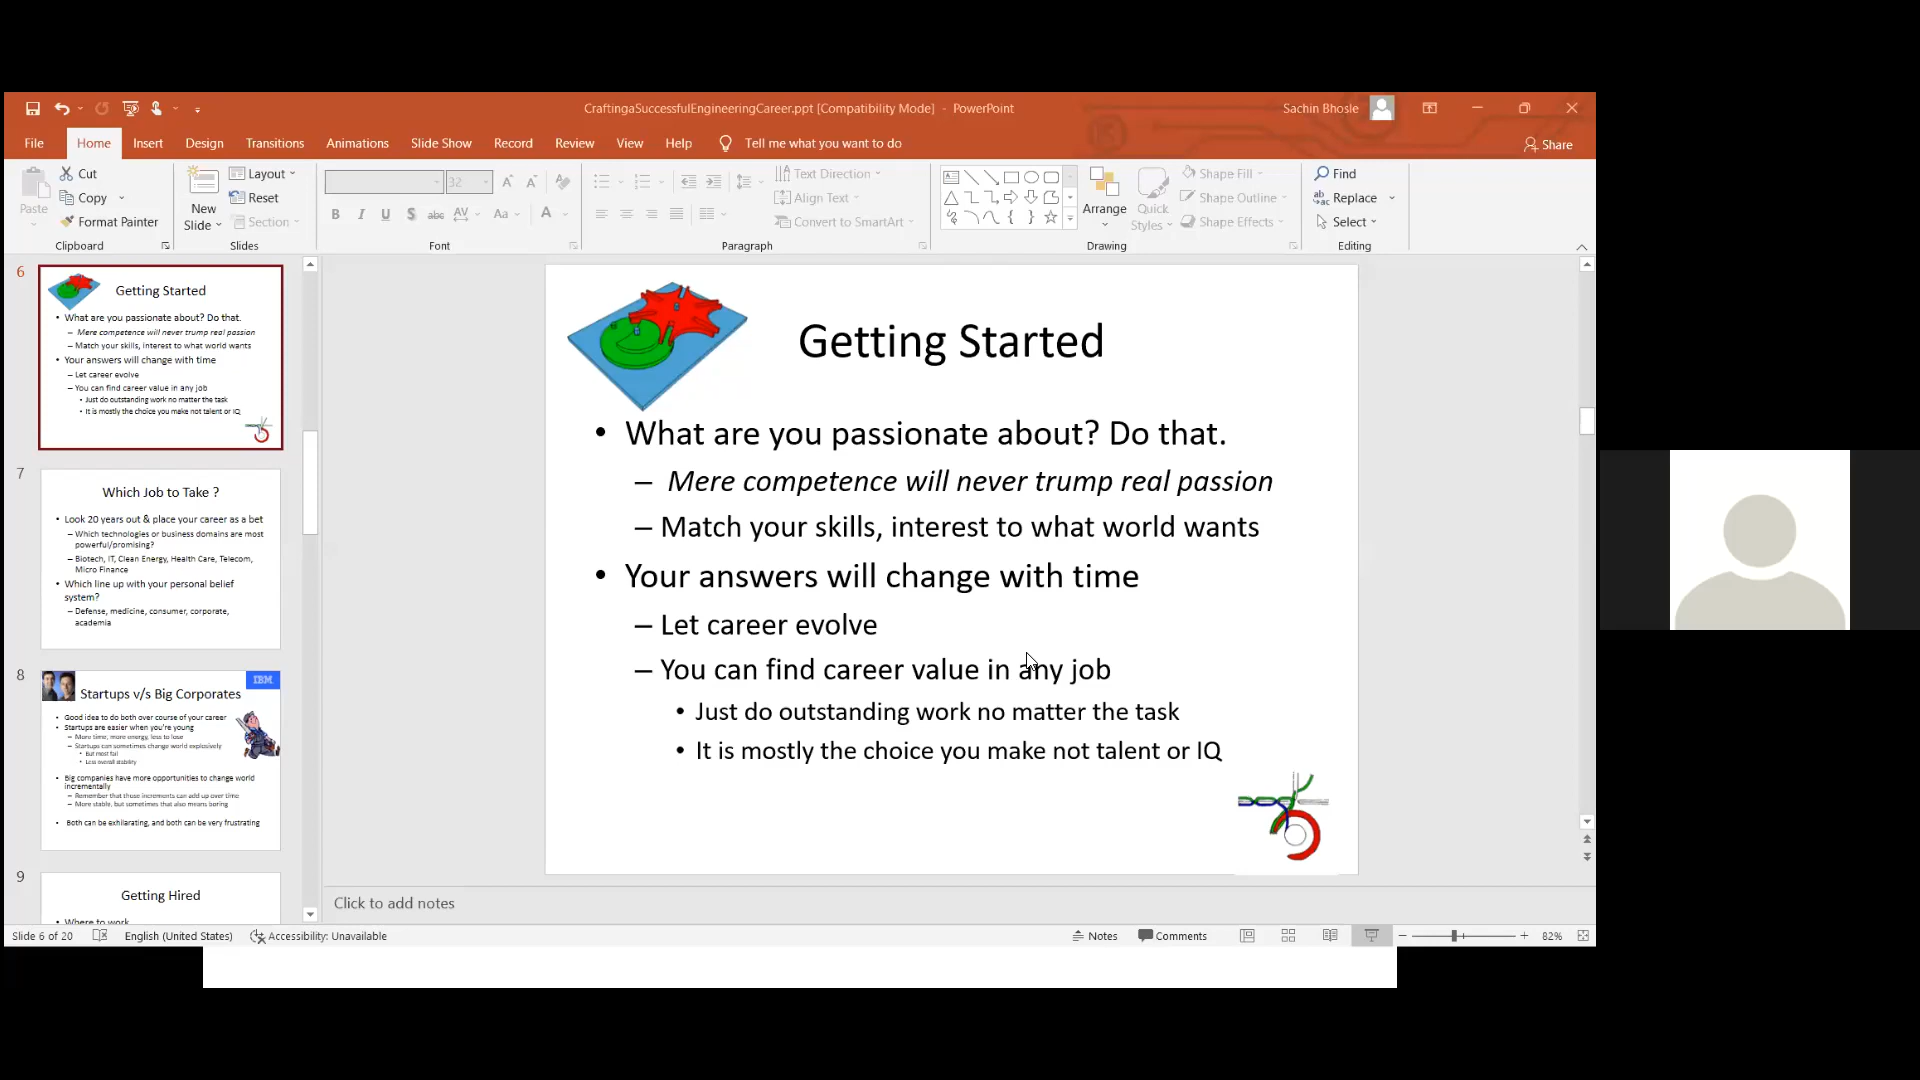 CraftingaSuccessfulEngineeringCareer.ppt [Compatibility Mode] - PowerPoint
Sachin Bhosle
File Home Insert Design Transitions Animations Slide Show Record Review View Help Tell me what you want to do
Share
Paste
Cut
Copy
Format Painter
Clipboard
New Slide
Layout
Reset
Section
Slides
32
B I U S abc AV Aa A
Font
Text Direction
Align Text
Convert to SmartArt
Paragraph
Arrange
Quick Styles
Shape Fill
Shape Outline
Shape Effects
Drawing
Find
Replace
Select
Editing
6
Getting Started
• What are you passionate about? Do that.
– Mere competence will never trump real passion
– Match your skills, interest to what world wants
• Your answers will change with time
– Let career evolve
– You can find career value in any job
• Just do outstanding work no matter the task
• It is mostly the choice you make not talent or IQ
7
Which Job to Take ?
• Look 20 years out & place your career as a bet
– Which technologies or business domains are most
powerful/promising?
– Biotech, IT, Clean Energy, Health Care, Telecom,
Micro Finance
• Which line up with your personal belief
system?
– Defense, medicine, consumer, corporate,
academia
8
IBM
Startups v/s Big Corporates
• Good idea to do both over course of your career
• Startups are easier when you're young
– More time, more energy, less to lose
– Startups can sometimes change world explosively
• But most fail
• Less overall stability
• Big companies have more opportunities to change world
incrementally
– Remember that those increments can add up over time
– More stable, but sometimes that also means boring
• Both can be exhilarating, and both can be very frustrating
9
Getting Hired
• Where to work
Getting Started
• What are you passionate about? Do that.
– Mere competence will never trump real passion
– Match your skills, interest to what world wants
• Your answers will change with time
– Let career evolve
– You can find career value in any job
• Just do outstanding work no matter the task
• It is mostly the choice you make not talent or IQ
Click to add notes
Slide 6 of 20 English (United States) Accessibility: Unavailable Notes Comments 82%